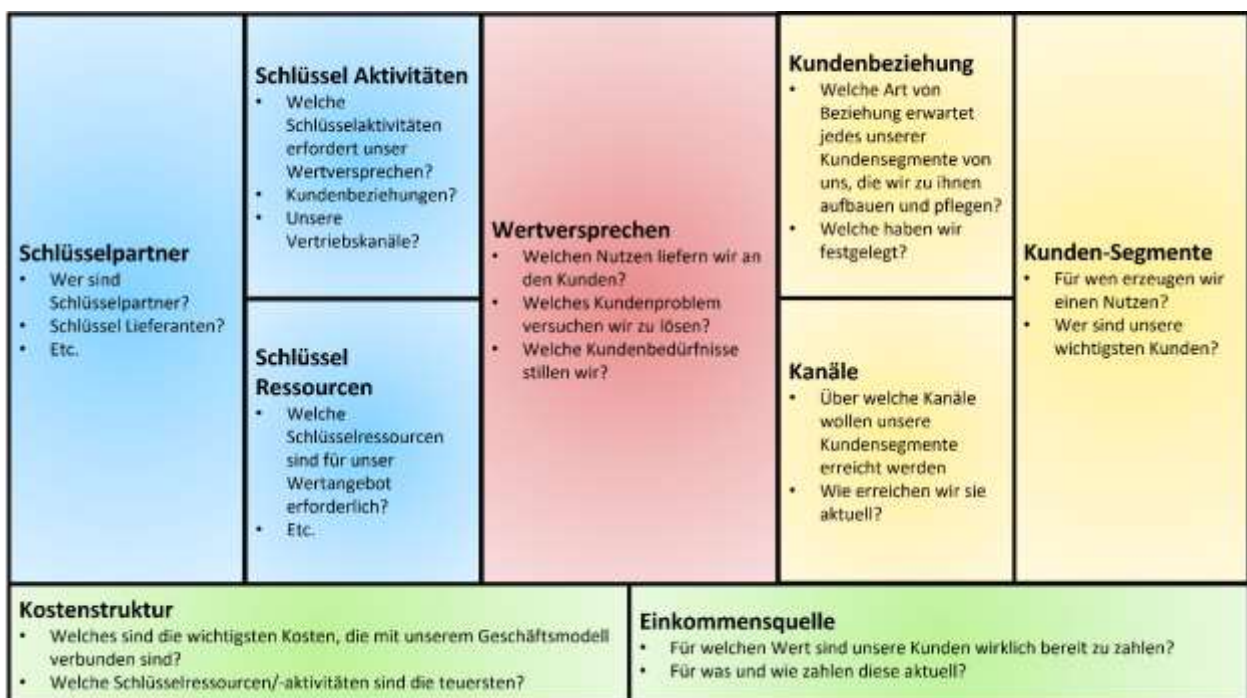 Schlüsselpartner
• Wer sind
Schlüsselpartner?
• Schlüssel Lieferanten?
• Etc.
Schlüssel Aktivitäten
• Welche
Schlüsselaktivitäten
erfordert unser
Wertversprechen?
• Kundenbeziehungen?
• Unsere
Vertriebskanäle?
Schlüssel
Ressourcen
• Welche
Schlüsselressourcen
sind für unser
Wertangebot
erforderlich?
• Etc.
Wertversprechen
• Welchen Nutzen liefern wir an
den Kunden?
• Welches Kundenproblem
versuchen wir zu lösen?
• Welche Kundenbedürfnisse
stillen wir?
Kundenbeziehung
• Welche Art von
Beziehung erwartet
jedes unserer
Kundensegmente von
uns, die wir zu ihnen
aufbauen und pflegen?
• Welche haben wir
festgelegt?
Kanäle
• Über welche Kanäle
wollen unsere
Kundensegmente
erreicht werden
• Wie erreichen wir sie
aktuell?
Kunden-Segmente
• Für wen erzeugen wir
einen Nutzen?
• Wer sind unsere
wichtigsten Kunden?
Kostenstruktur
• Welches sind die wichtigsten Kosten, die mit unserem Geschäftsmodell
verbunden sind?
• Welche Schlüsselressourcen/-aktivitäten sind die teuersten?
Einkommensquelle
• Für welchen Wert sind unsere Kunden wirklich bereit zu zahlen?
• Für was und wie zahlen diese aktuell?